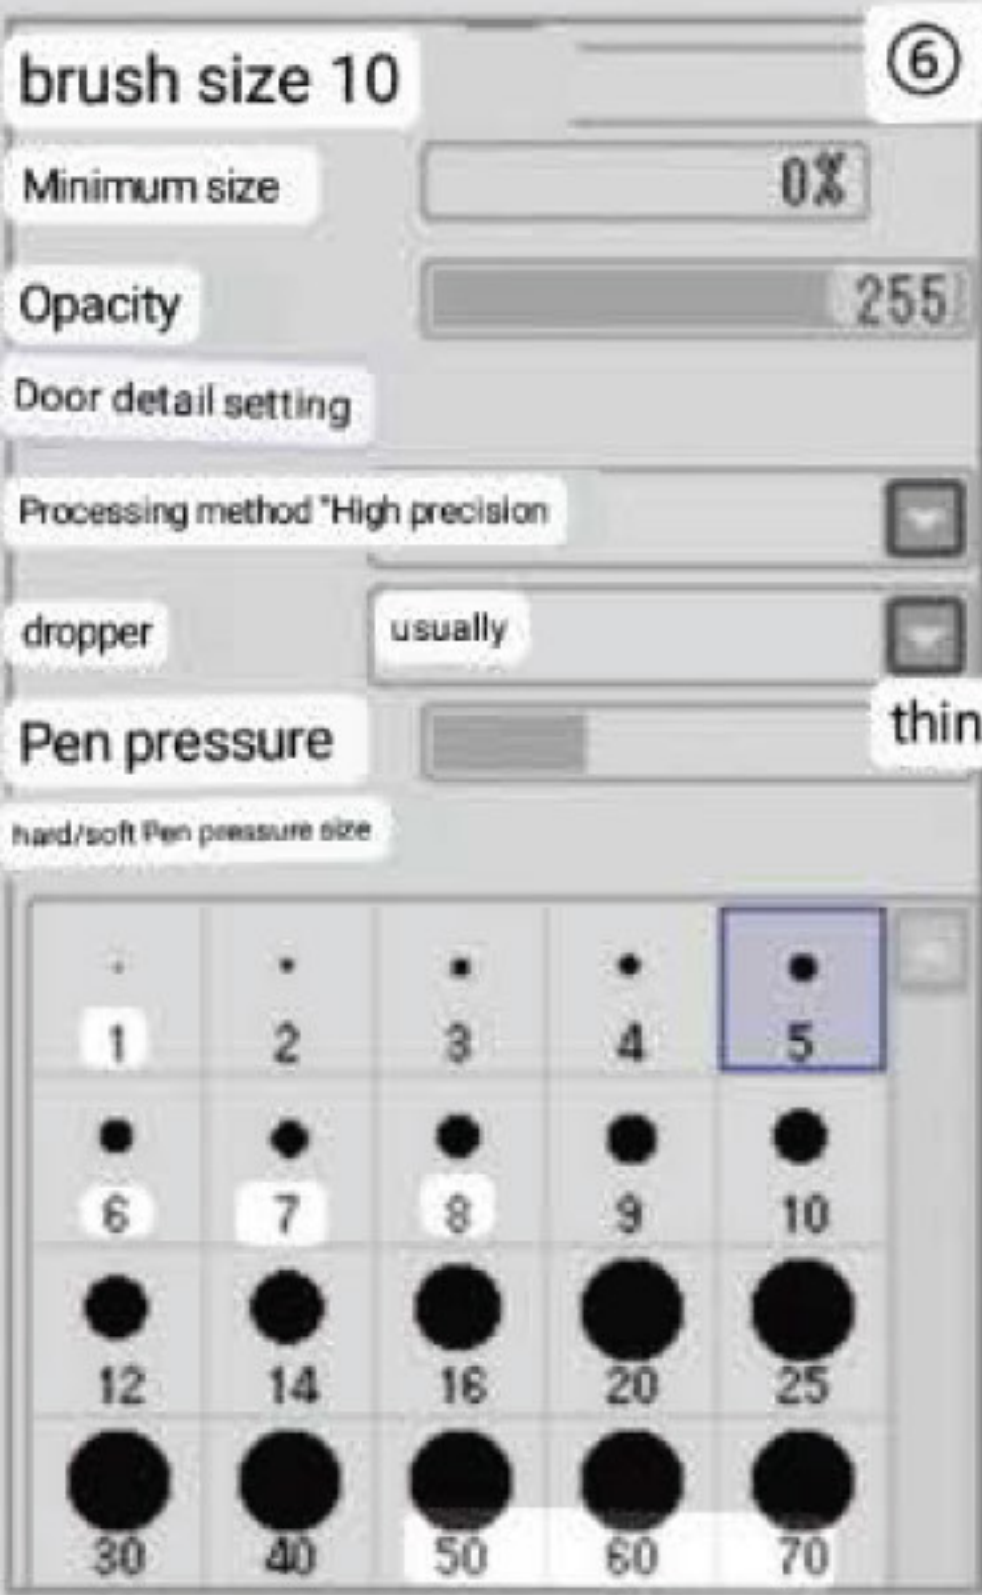 brush size 10
⑥
Minimum size
0%
Opacity
255
Door detail setting
Processing method "High precision
dropper
usually
Pen pressure
thin
hard/soft Pen pressure size
1 2 3 4 5
6 7 8 9 10
12 14 16 20 25
30 40 50 60 70